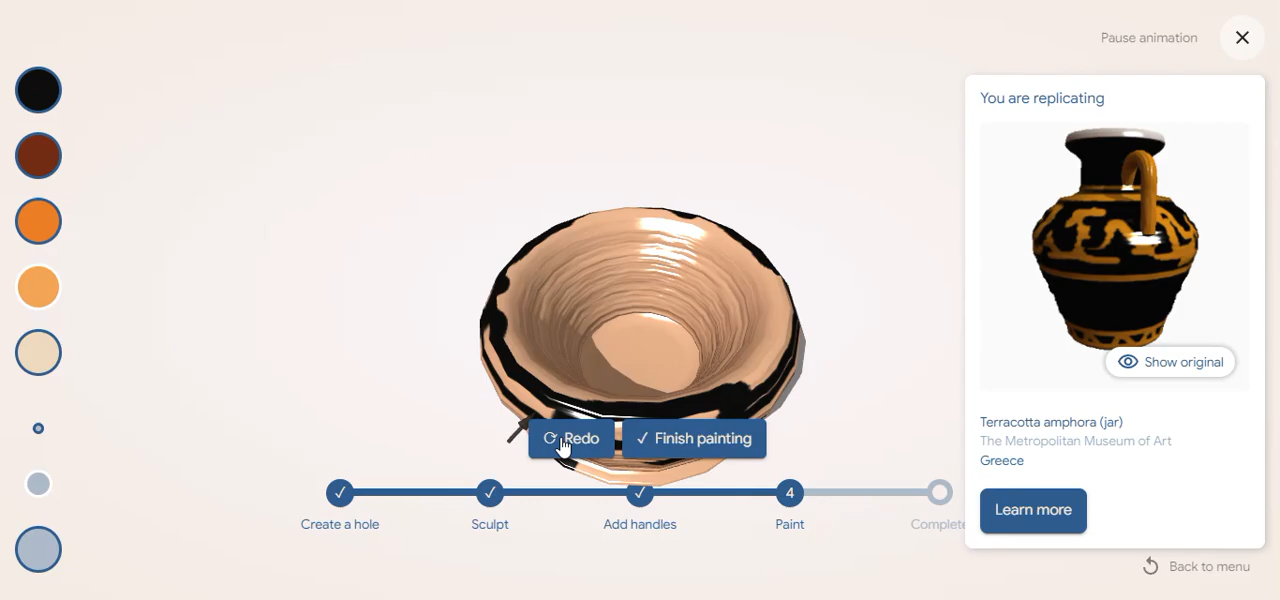 Pause animation
You are replicating
Show original
Terracotta amphora (jar)
The Metropolitan Museum of Art
Greece
Learn more
Redo
Finish painting
4
Create a hole
Sculpt
Add handles
Paint
Complete
Back to menu